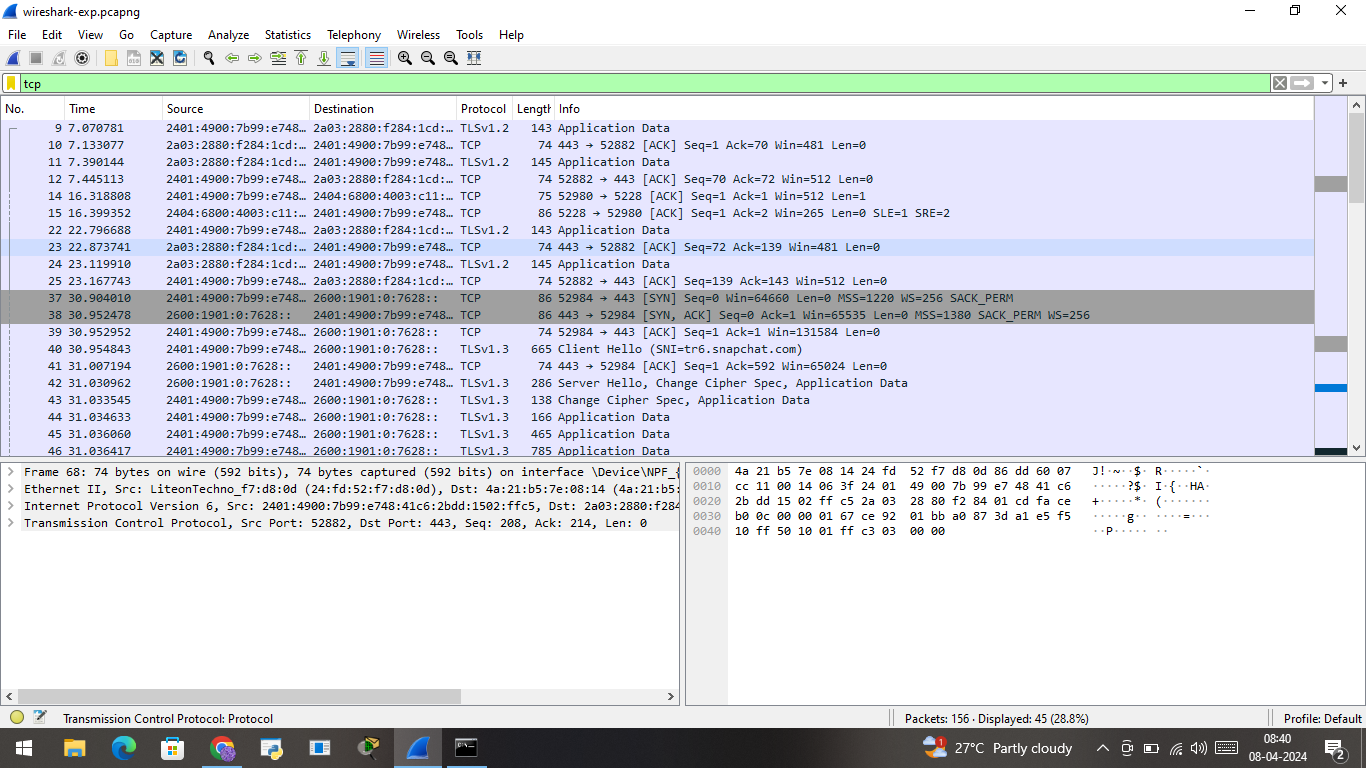 wireshark-exp.pcapng
File Edit View Go Capture Analyze Statistics Telephony Wireless Tools Help
tcp
No. Time Source Destination Protocol Length Info
9 7.070781 2401:4900:7b99:e748… 2a03:2880:f284:1cd:… TLSv1.2 143 Application Data
10 7.133077 2a03:2880:f284:1cd:… 2401:4900:7b99:e748… TCP 74 443 → 52882 [ACK] Seq=1 Ack=70 Win=481 Len=0
11 7.390144 2a03:2880:f284:1cd:… 2401:4900:7b99:e748… TLSv1.2 145 Application Data
12 7.445113 2401:4900:7b99:e748… 2a03:2880:f284:1cd:… TCP 74 52882 → 443 [ACK] Seq=70 Ack=72 Win=512 Len=0
14 16.318808 2401:4900:7b99:e748… 2404:6800:4003:c11:… TCP 75 52980 → 5228 [ACK] Seq=1 Ack=1 Win=512 Len=1
15 16.399352 2404:6800:4003:c11:… 2401:4900:7b99:e748… TCP 86 5228 → 52980 [ACK] Seq=1 Ack=2 Win=265 Len=0 SLE=1 SRE=2
22 22.796688 2401:4900:7b99:e748… 2a03:2880:f284:1cd:… TLSv1.2 143 Application Data
23 22.873741 2a03:2880:f284:1cd:… 2401:4900:7b99:e748… TCP 74 443 → 52882 [ACK] Seq=72 Ack=139 Win=481 Len=0
24 23.119910 2a03:2880:f284:1cd:… 2401:4900:7b99:e748… TLSv1.2 145 Application Data
25 23.167743 2401:4900:7b99:e748… 2a03:2880:f284:1cd:… TCP 74 52882 → 443 [ACK] Seq=139 Ack=143 Win=512 Len=0
37 30.904010 2401:4900:7b99:e748… 2600:1901:0:7628:: TCP 86 52984 → 443 [SYN] Seq=0 Win=64660 Len=0 MSS=1220 WS=256 SACK_PERM
38 30.952478 2600:1901:0:7628:: 2401:4900:7b99:e748… TCP 86 443 → 52984 [SYN, ACK] Seq=0 Ack=1 Win=65535 Len=0 MSS=1380 SACK_PERM WS=256
39 30.952952 2401:4900:7b99:e748… 2600:1901:0:7628:: TCP 74 52984 → 443 [ACK] Seq=1 Ack=1 Win=131584 Len=0
40 30.954843 2401:4900:7b99:e748… 2600:1901:0:7628:: TLSv1.3 665 Client Hello (SNI=tr6.snapchat.com)
41 31.007194 2600:1901:0:7628:: 2401:4900:7b99:e748… TCP 74 443 → 52984 [ACK] Seq=1 Ack=592 Win=65024 Len=0
42 31.030962 2600:1901:0:7628:: 2401:4900:7b99:e748… TLSv1.3 286 Server Hello, Change Cipher Spec, Application Data
43 31.033545 2401:4900:7b99:e748… 2600:1901:0:7628:: TLSv1.3 138 Change Cipher Spec, Application Data
44 31.034633 2401:4900:7b99:e748… 2600:1901:0:7628:: TLSv1.3 166 Application Data
45 31.036060 2401:4900:7b99:e748… 2600:1901:0:7628:: TLSv1.3 465 Application Data
46 31.036417 2401:4900:7b99:e748… 2600:1901:0:7628:: TLSv1.3 785 Application Data
Frame 68: 74 bytes on wire (592 bits), 74 bytes captured (592 bits) on interface \Device\NPF_{
Ethernet II, Src: LiteonTechno_f7:d8:0d (24:fd:52:f7:d8:0d), Dst: 4a:21:b5:7e:08:14 (4a:21:b5:
Internet Protocol Version 6, Src: 2401:4900:7b99:e748:41c6:2bdd:1502:ffc5, Dst: 2a03:2880:f284
Transmission Control Protocol, Src Port: 52882, Dst Port: 443, Seq: 208, Ack: 214, Len: 0
0000 4a 21 b5 7e 08 14 24 fd 52 f7 d8 0d 86 dd 60 07 J!·~··$· R·····`·
0010 cc 11 00 14 06 3f 24 01 49 00 7b 99 e7 48 41 c6 ·····?$· I·{··HA·
0020 2b dd 15 02 ff c5 2a 03 28 80 f2 84 01 cd fa ce +·····*· (·······
0030 b0 0c 00 00 01 67 ce 92 01 bb a0 87 3d a1 e5 f5 ·····g·· ····=···
0040 10 ff 50 10 01 ff c3 03 00 00 ··P····· ··
Transmission Control Protocol: Protocol
Packets: 156 · Displayed: 45 (28.8%)
Profile: Default
1
27°C Partly cloudy
08:40
08-04-2024
2